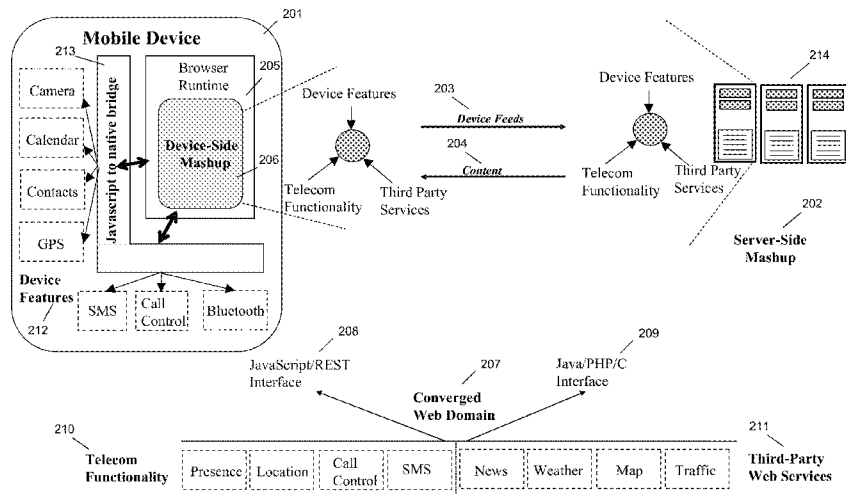 Mobile Device
201
213
205
Browser
Runtime
Camera
Calendar
Contacts
GPS
Javascript to native bridge
Device-Side
Mashup
206
Device
Features
212
SMS
Call
Control
Bluetooth
Device Features
Telecom
Functionality
Third Party
Services
203
Device Feeds
204
Content
Device Features
Telecom
Functionality
Third Party
Services
214
202
Server-Side
Mashup
208
JavaScript/REST
Interface
207
Converged
Web Domain
209
Java/PHP/C
Interface
210
Telecom
Functionality
Presence
Location
Call
Control
SMS
News
Weather
Map
Traffic
211
Third-Party
Web Services